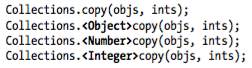 Collections.copy(objs, ints);
Collections.<Object>copy(objs, ints);
Collections.<Number>copy(objs, ints);
Collections.<Integer>copy(objs, ints);